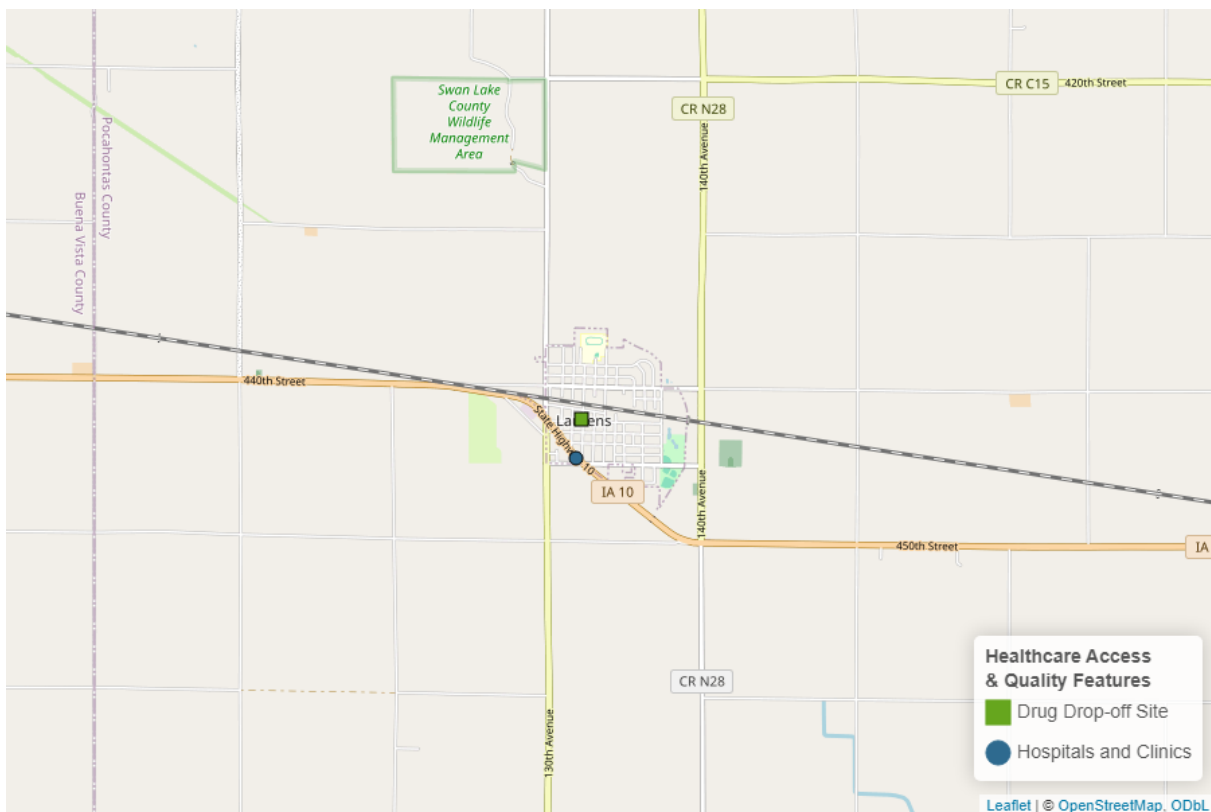 Swan Lake
County
Wildlife
Management
Area
CR N28
CR C15
420th Street
140th Avenue
Pocahontas County
Buena Vista County
440th Street
State Highway 10
IA 10
140th Avenue
450th Street
IA
CR N28
130th Avenue
Healthcare Access
& Quality Features
Drug Drop-off Site
Hospitals and Clinics
Leaflet | © OpenStreetMap, ODbL